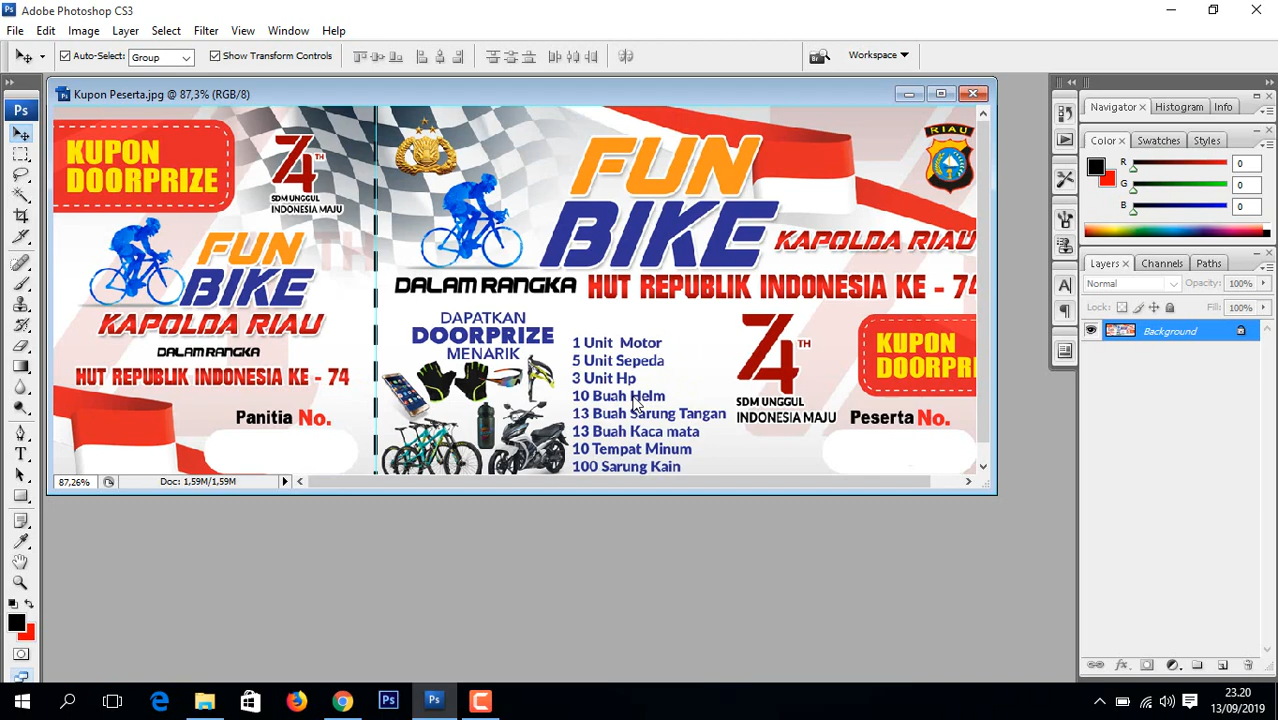 Adobe Photoshop CS3
File Edit Image Layer Select Filter View Window Help
Auto-Select: Group Show Transform Controls Workspace
Kupon Peserta.jpg @ 87,3% (RGB/8)
KUPON
DOORPRIZE
74 TH
SDM UNGGUL
INDONESIA MAJU
FUN
BIKE
KAPOLDA RIAU
DALAM RANGKA
HUT REPUBLIK INDONESIA KE - 74
Panitia No.
RIAU
FUN
BIKE
KAPOLDA RIAU
DALAM RANGKA HUT REPUBLIK INDONESIA KE - 74
DAPATKAN
DOORPRIZE
MENARIK
1 Unit Motor
5 Unit Sepeda
3 Unit Hp
10 Buah Helm
13 Buah Sarung Tangan
13 Buah Kaca mata
10 Tempat Minum
100 Sarung Kain
74 TH
SDM UNGGUL
INDONESIA MAJU
KUPON
DOORPRI
Peserta No.
87,26% Doc: 1,59M/1,59M
Navigator Histogram Info
Color Swatches Styles
R 0
G 0
B 0
Layers Channels Paths
Normal Opacity: 100%
Lock: Fill: 100%
Background
Ps
23.20
13/09/2019